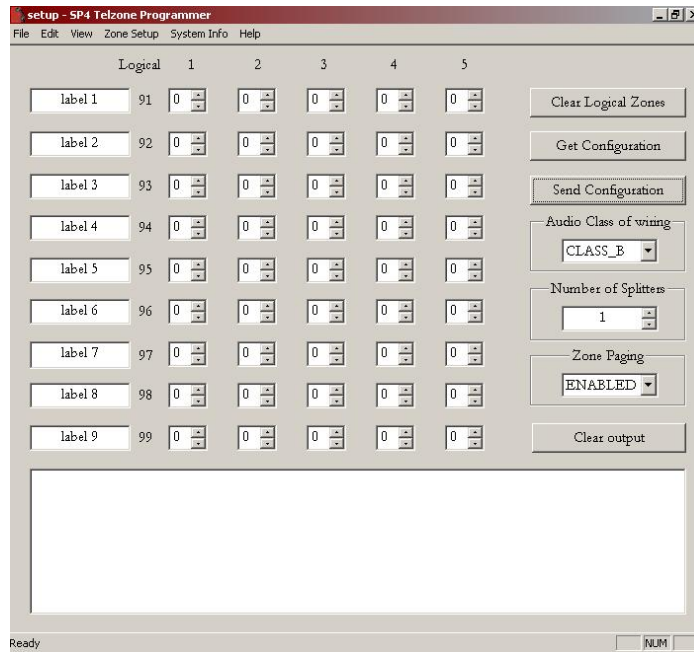 setup - SP4 Telzone Programmer
File Edit View Zone Setup System Info Help
Logical 1 2 3 4 5
label 1 91 0 0 0 0 0 Clear Logical Zones
label 2 92 0 0 0 0 0 Get Configuration
label 3 93 0 0 0 0 0 Send Configuration
Audio Class of wiring
label 4 94 0 0 0 0 0 CLASS_B
label 5 95 0 0 0 0 0
Number of Splitters
label 6 96 0 0 0 0 0 1
label 7 97 0 0 0 0 0 Zone Paging
label 8 98 0 0 0 0 0 ENABLED
label 9 99 0 0 0 0 0 Clear output
Ready NUM